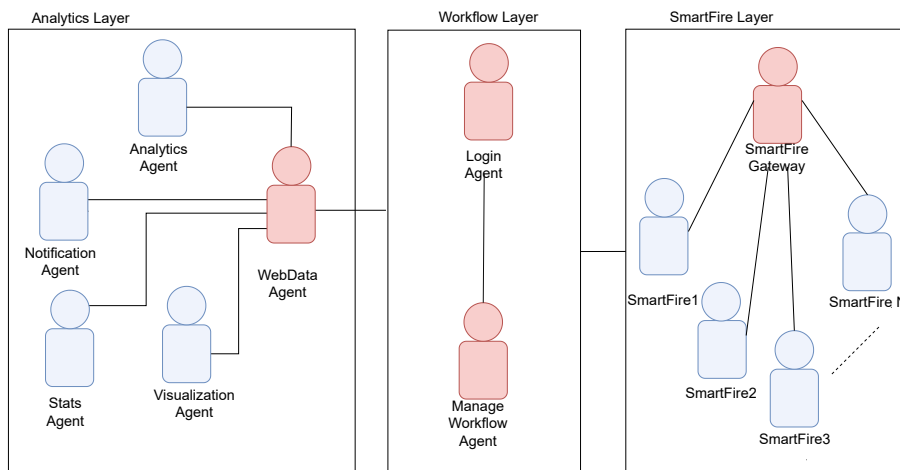 Analytics Layer
Workflow Layer
SmartFire Layer
Analytics
Agent
Notification
Agent
WebData
Agent
Stats
Agent
Visualization
Agent
Login
Agent
Manage
Workflow
Agent
SmartFire
Gateway
SmartFire1
SmartFire2
SmartFire3
SmartFire N